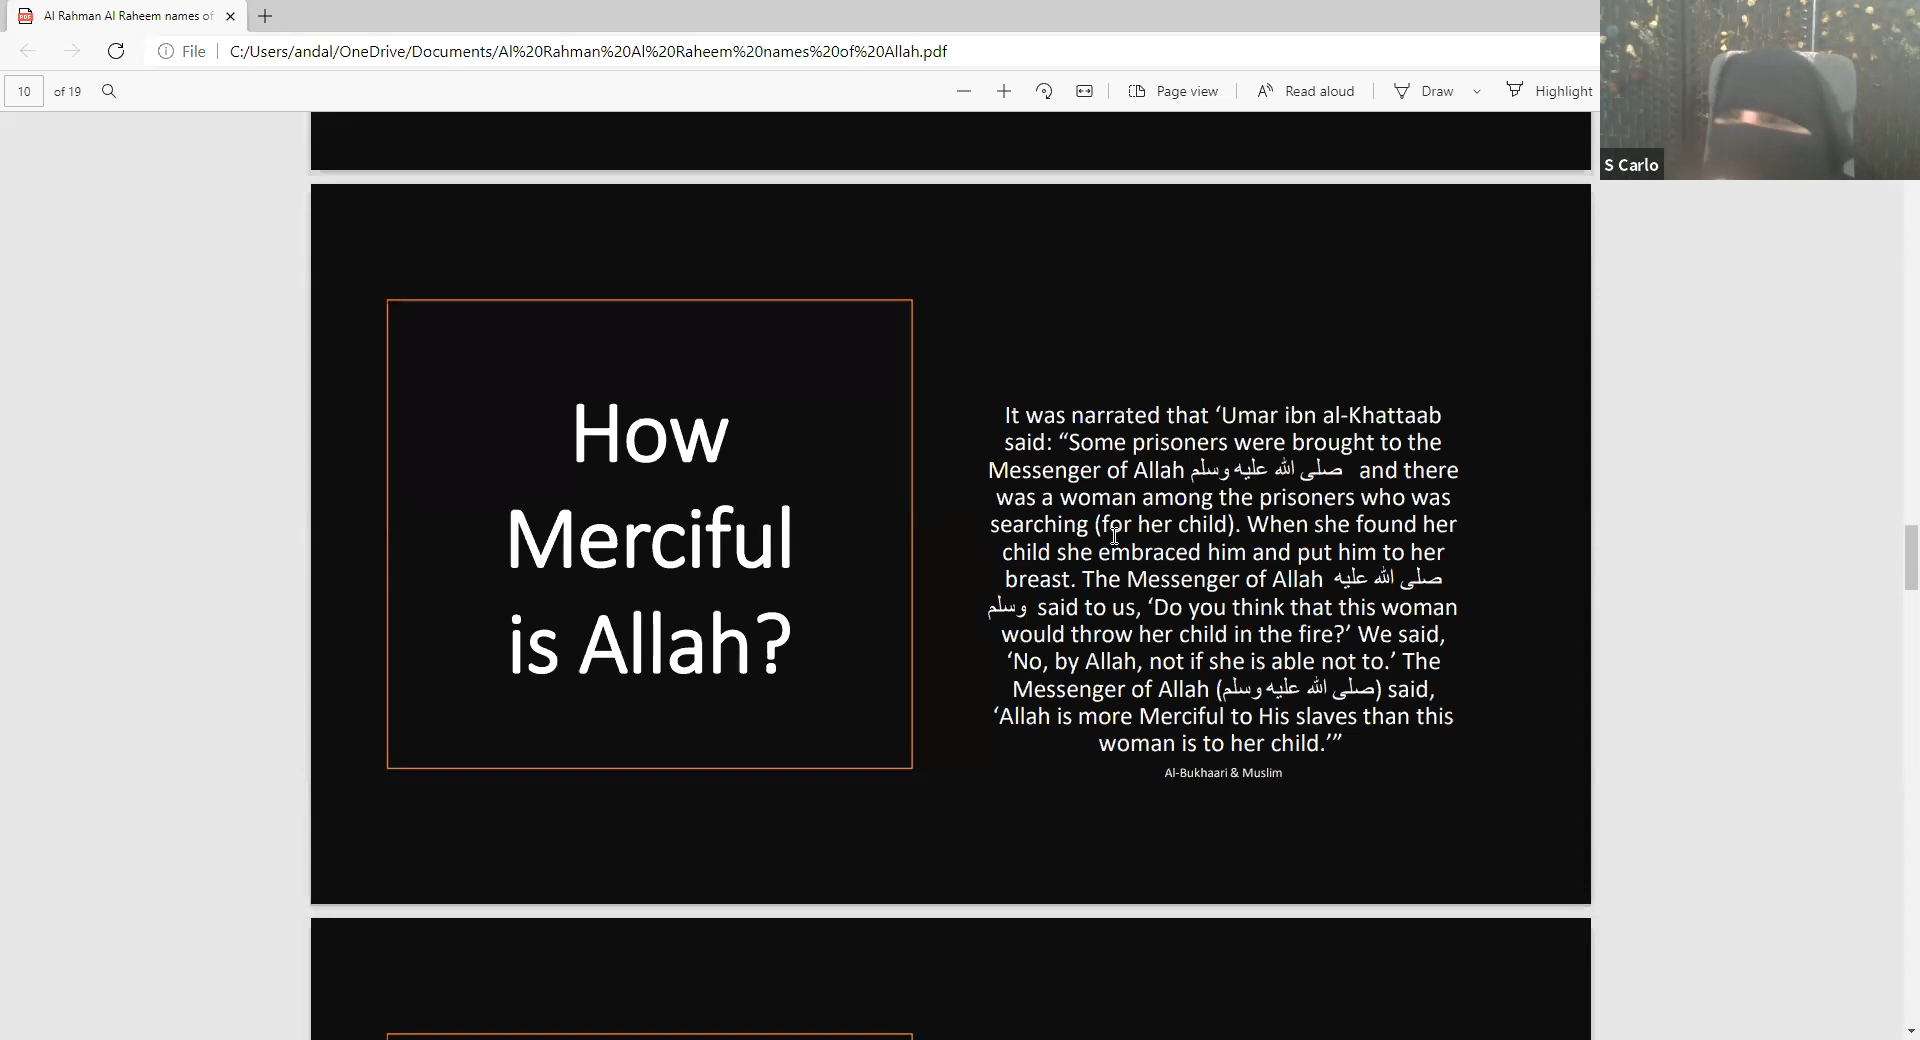 Al Rahman Al Raheem names of
File
C:/Users/andal/OneDrive/Documents/Al%20Rahman%20Al%20Raheem%20names%20of%20Allah.pdf
10 of 19
Page view
Read aloud
Draw
Highlight
S Carlo
How
Merciful
is Allah?
It was narrated that ‘Umar ibn al-Khattaab
said: “Some prisoners were brought to the
Messenger of Allah صلى الله عليه وسلم and there
was a woman among the prisoners who was
searching (for her child). When she found her
child she embraced him and put him to her
breast. The Messenger of Allah صلى الله عليه
وسلم said to us, ‘Do you think that this woman
would throw her child in the fire?’ We said,
‘No, by Allah, not if she is able not to.’ The
Messenger of Allah (صلى الله عليه وسلم) said,
‘Allah is more Merciful to His slaves than this
woman is to her child.’”
Al-Bukhaari & Muslim